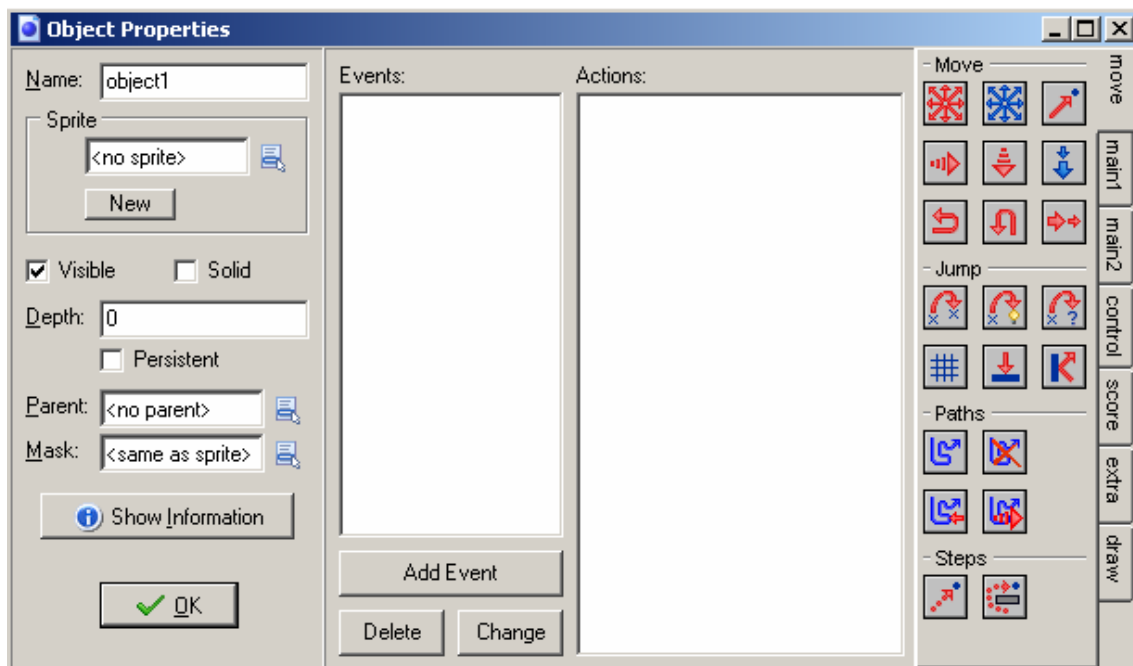 Object Properties
Name: object1
Sprite
<no sprite>
New
Visible
Solid
Depth: 0
Persistent
Parent: <no parent>
Mask: <same as sprite>
Show Information
OK
Events:
Add Event
Delete
Change
Actions:
Move
Jump
Paths
Steps
move
main1
main2
control
score
extra
draw